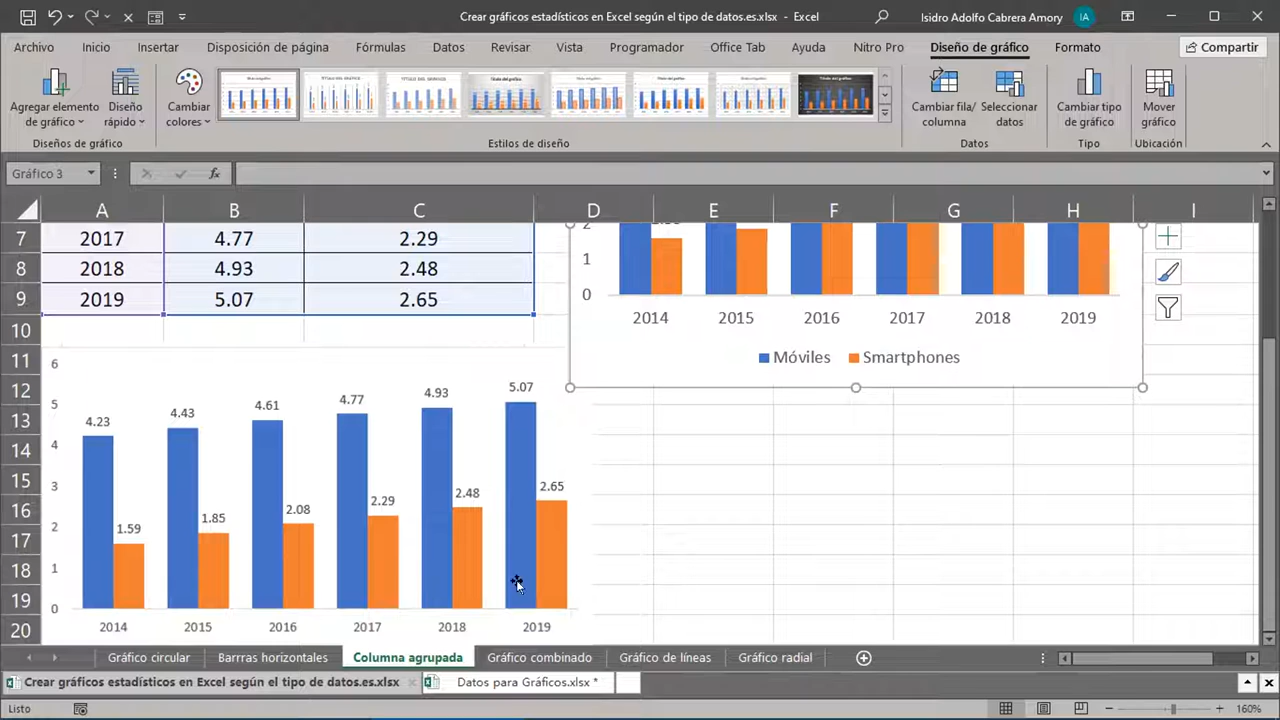 Crear gráficos estadísticos en Excel según el tipo de datos.es.xlsx - Excel
Isidro Adolfo Cabrera Amory
IA
Archivo Inicio Insertar Disposición de página Fórmulas Datos Revisar Vista Programador Office Tab Ayuda Nitro Pro Diseño de gráfico Formato Compartir
Agregar elemento de gráfico
Diseño rápido
Cambiar colores
Cambiar fila/ columna
Seleccionar datos
Cambiar tipo de gráfico
Mover gráfico
Diseños de gráfico Estilos de diseño Datos Tipo Ubicación
Gráfico 3 fx
A B C D E F G H I
7 2017 4.77 2.29
8 2018 4.93 2.48
9 2019 5.07 2.65
10
11
12
13
14
15
16
17
18
19
20
2
1
0
2014 2015 2016 2017 2018 2019
Móviles Smartphones
6
5
4
3
2
1
0
4.23 4.43 4.61 4.77 4.93 5.07
1.59 1.85 2.08 2.29 2.48 2.65
2014 2015 2016 2017 2018 2019
Gráfico circular Barrras horizontales Columna agrupada Gráfico combinado Gráfico de líneas Gráfico radial
Crear gráficos estadísticos en Excel según el tipo de datos.es.xlsx Datos para Gráficos.xlsx *
Listo 160%